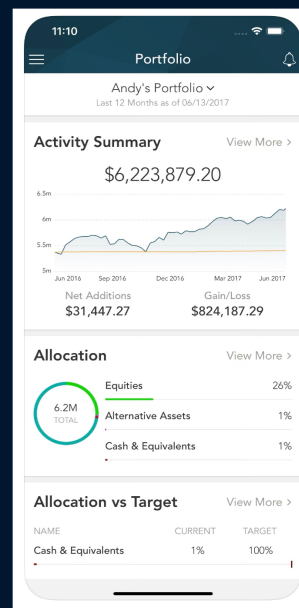 11:10
Portfolio
Andy's Portfolio
Last 12 Months as of 06/13/2017
Activity Summary View More >
$6,223,879.20
6.5m
6m
5.5m
5m
Jun 2016 Sep 2016 Dec 2016 Mar 2017 Jun 2017
Net Additions Gain/Loss
$31,447.27 $824,187.29
Allocation View More >
6.2M
TOTAL
Equities 26%
Alternative Assets 1%
Cash & Equivalents 1%
Allocation vs Target View More >
NAME CURRENT TARGET
Cash & Equivalents 1% 100%